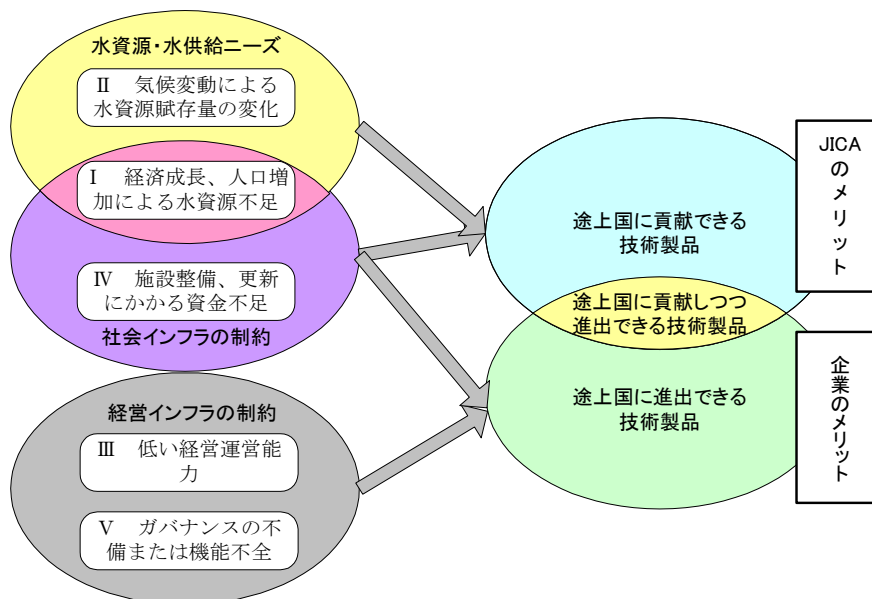 水資源・水供給ニーズ
Ⅱ 気候変動による
水資源賦存量の変化
Ⅰ 経済成長、人口増
加による水資源不足
Ⅳ 施設整備、更新
にかかる資金不足
社会インフラの制約
経営インフラの制約
Ⅲ 低い経営運営能
力
Ⅴ ガバナンスの不
備または機能不全
途上国に貢献できる
技術製品
途上国に貢献しつつ
進出できる技術製品
途上国に進出できる
技術製品
JICAのメリット
企業のメリット